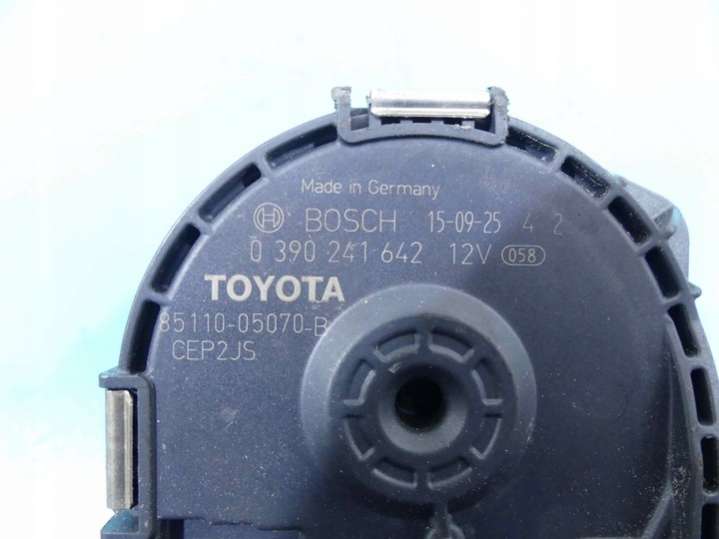 Made in Germany
BOSCH 15-09-25 4 2
0 390 241 642 12V 058
TOYOTA
85110-05070-B
CEP2JS